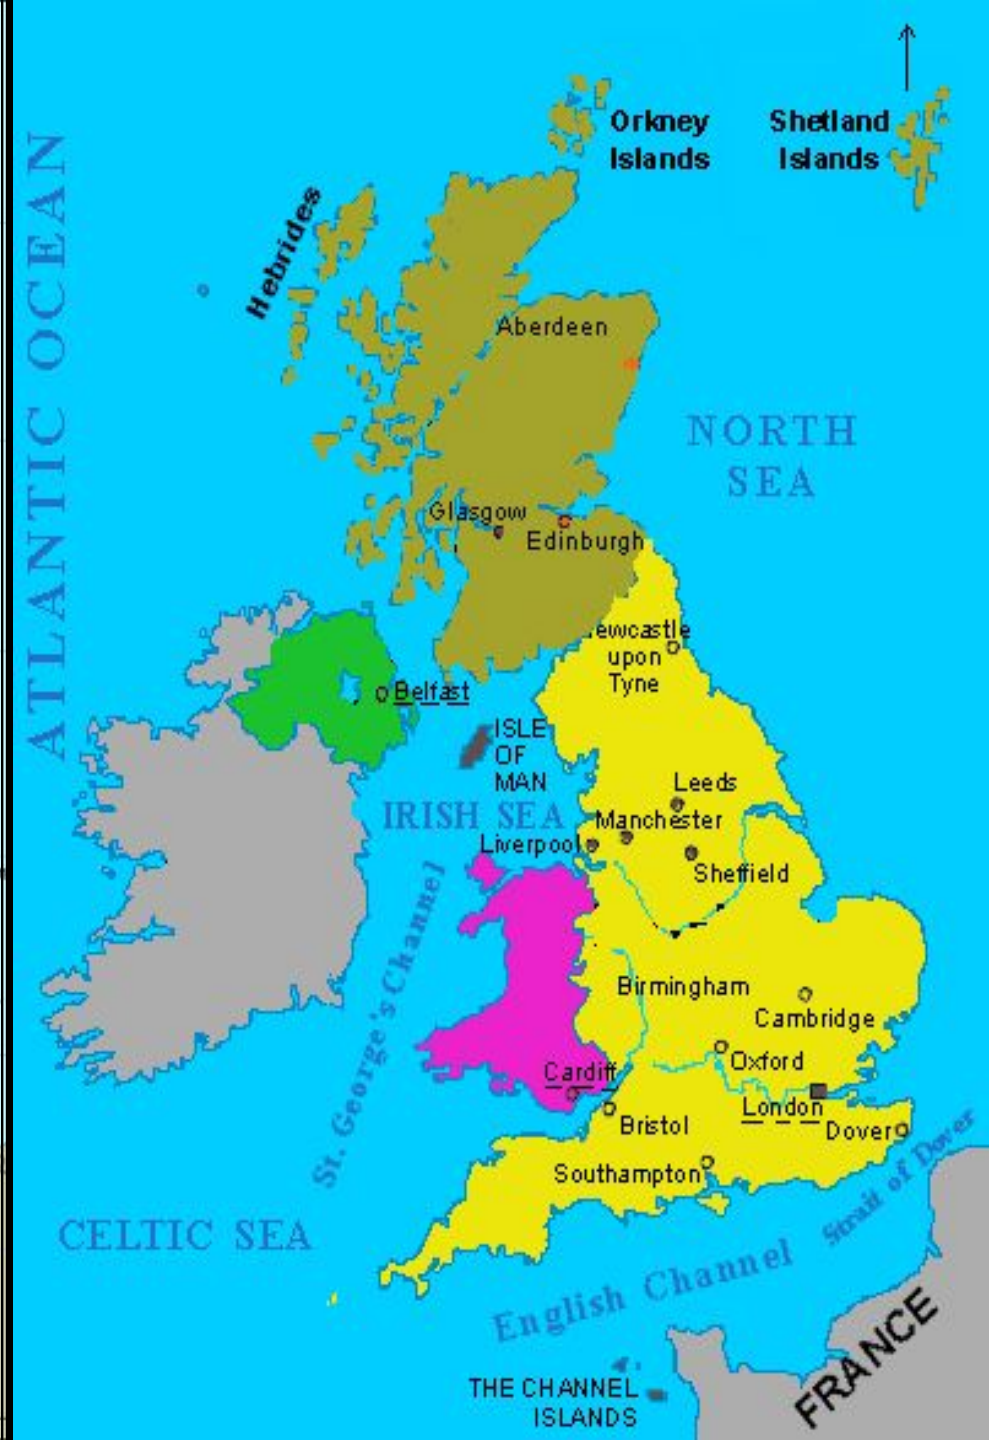 Orkney
Islands
Shetland
Islands
Hebrides
ATLANTIC OCEAN
Aberdeen
NORTH
SEA
Glasgow
Edinburgh
ewcastle
upon
Tyne
Belfast
ISLE
OF
MAN
Leeds
IRISH SEA
Manchester
Liverpool
Sheffield
St. George's Channel
Birmingham
Cambridge
Oxford
Cardiff
London
Bristol
Dover
Southampton
Strait of Dover
CELTIC SEA
English Channel
FRANCE
THE CHANNEL
ISLANDS